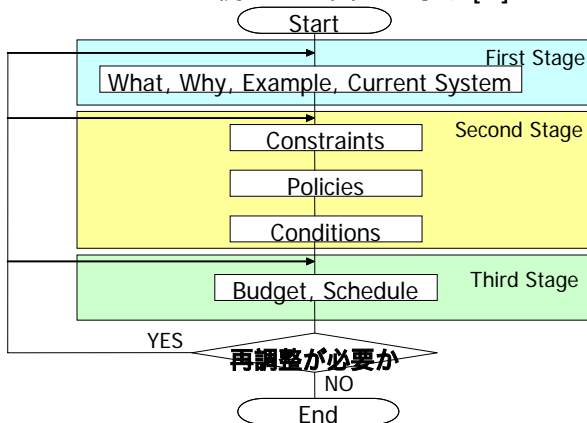 Start
First Stage
What, Why, Example, Current System
Second Stage
Constraints
Policies
Conditions
Third Stage
Budget, Schedule
YES
再調整が必要か
NO
End